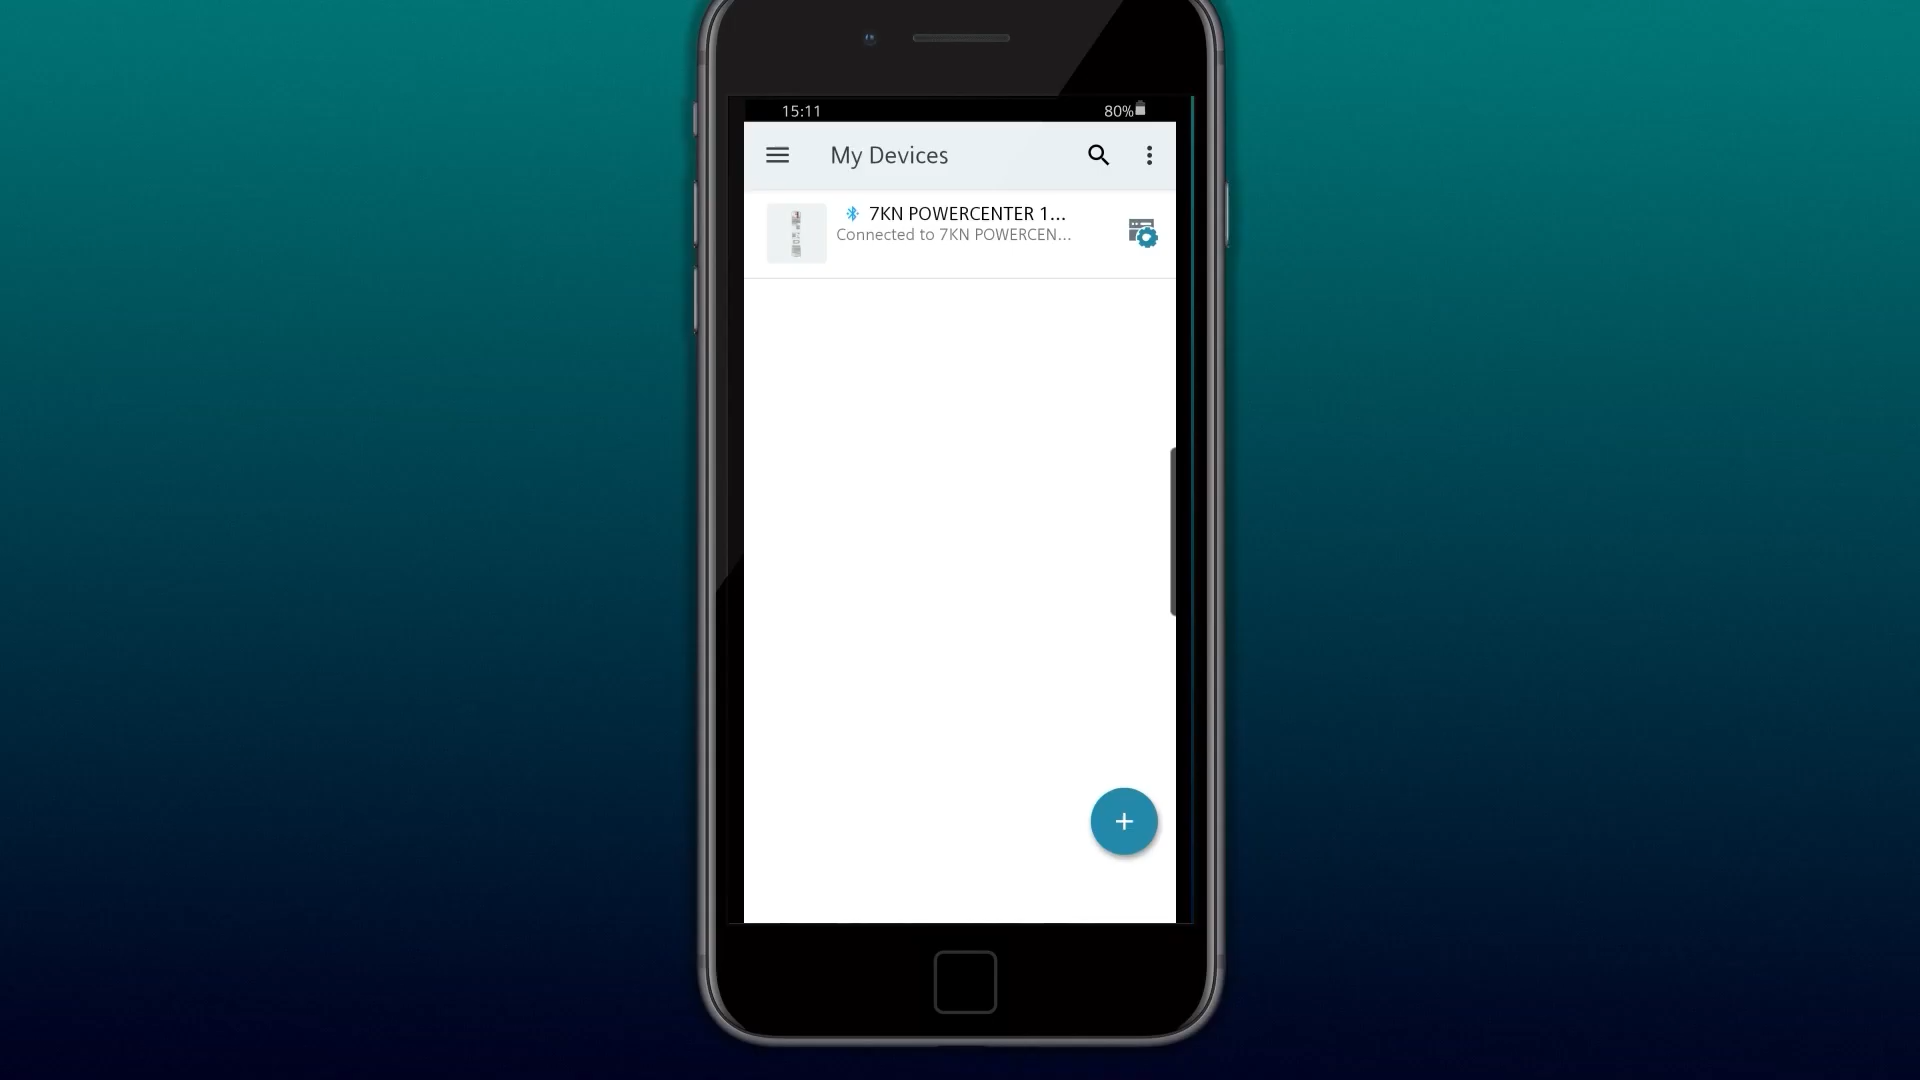 15:11
80%
My Devices
7KN POWERCENTER 1...
Connected to 7KN POWERCEN...
+